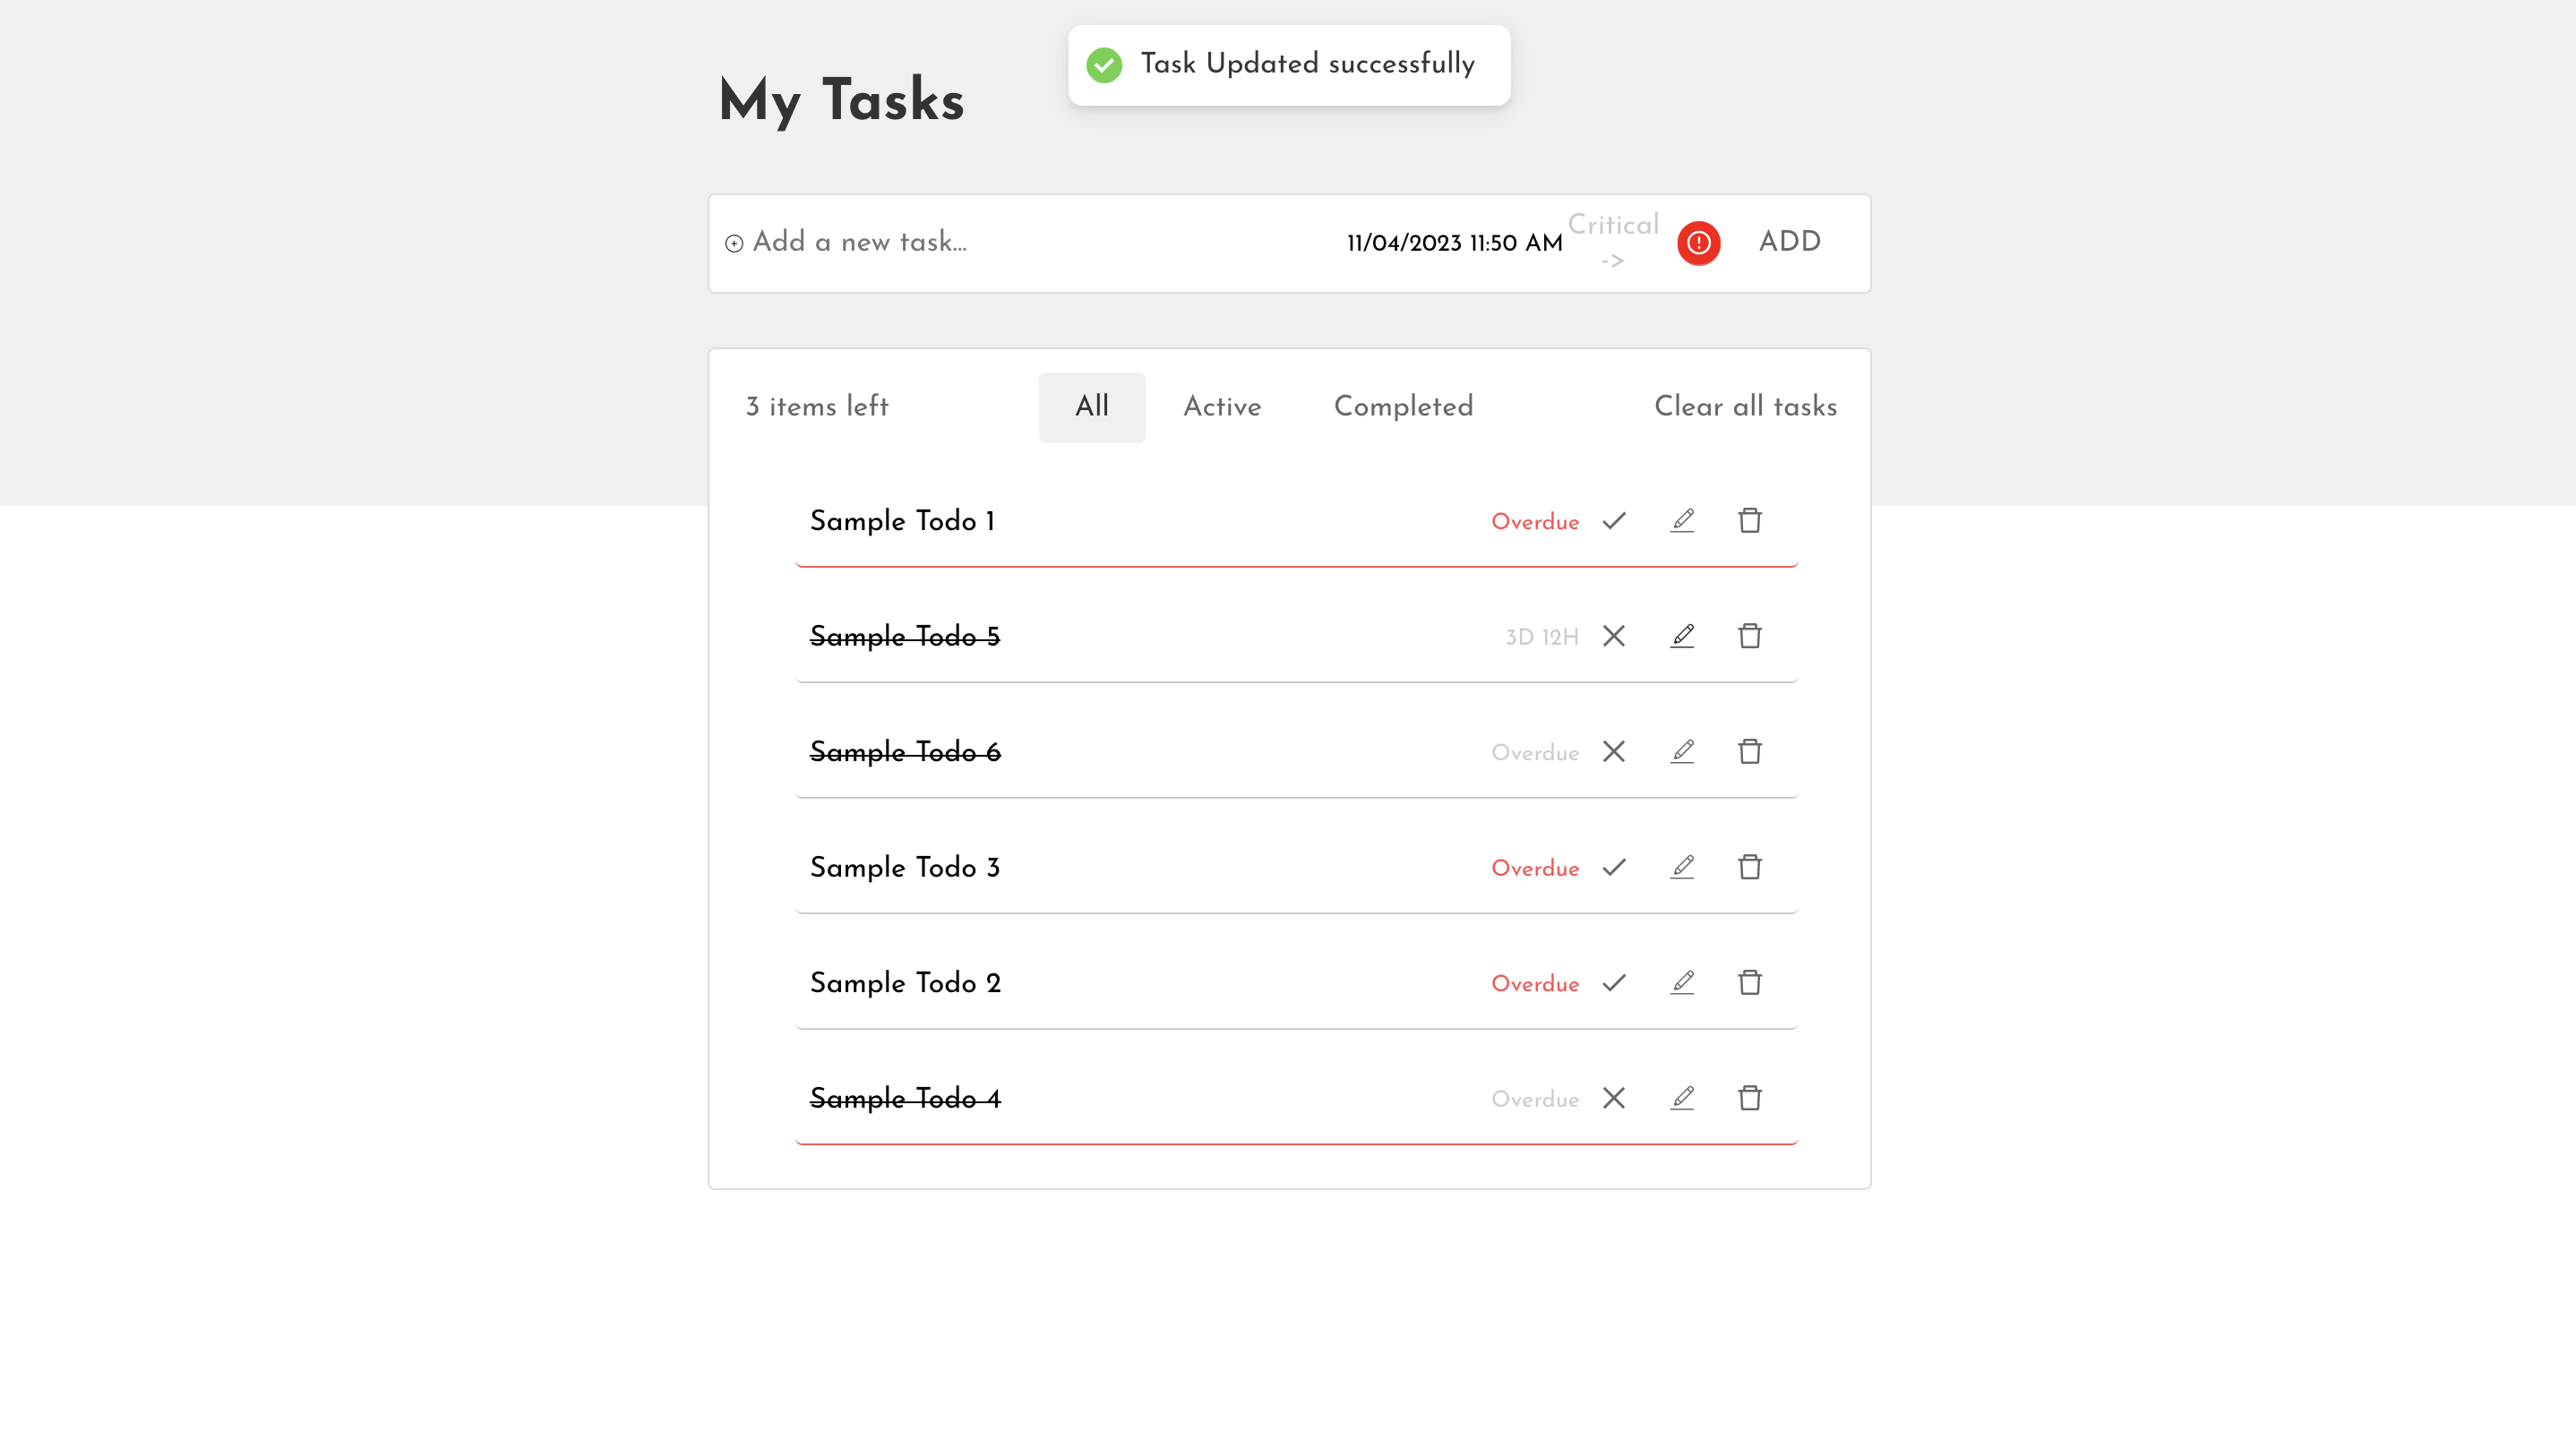 Task Updated successfully
My Tasks
Add a new task...
11/04/2023 11:50 AM
Critical
->
ADD
3 items left
All
Active
Completed
Clear all tasks
Sample Todo 1
Overdue
Sample Todo 5
3D 12H
Sample Todo 6
Overdue
Sample Todo 3
Overdue
Sample Todo 2
Overdue
Sample Todo 4
Overdue